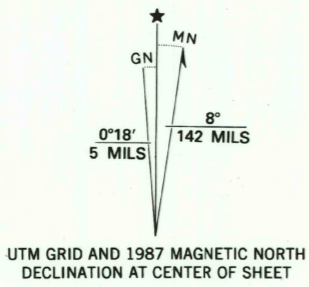 MN
GN
0°18′
5 MILS
8°
142 MILS
UTM GRID AND 1987 MAGNETIC NORTH
DECLINATION AT CENTER OF SHEET